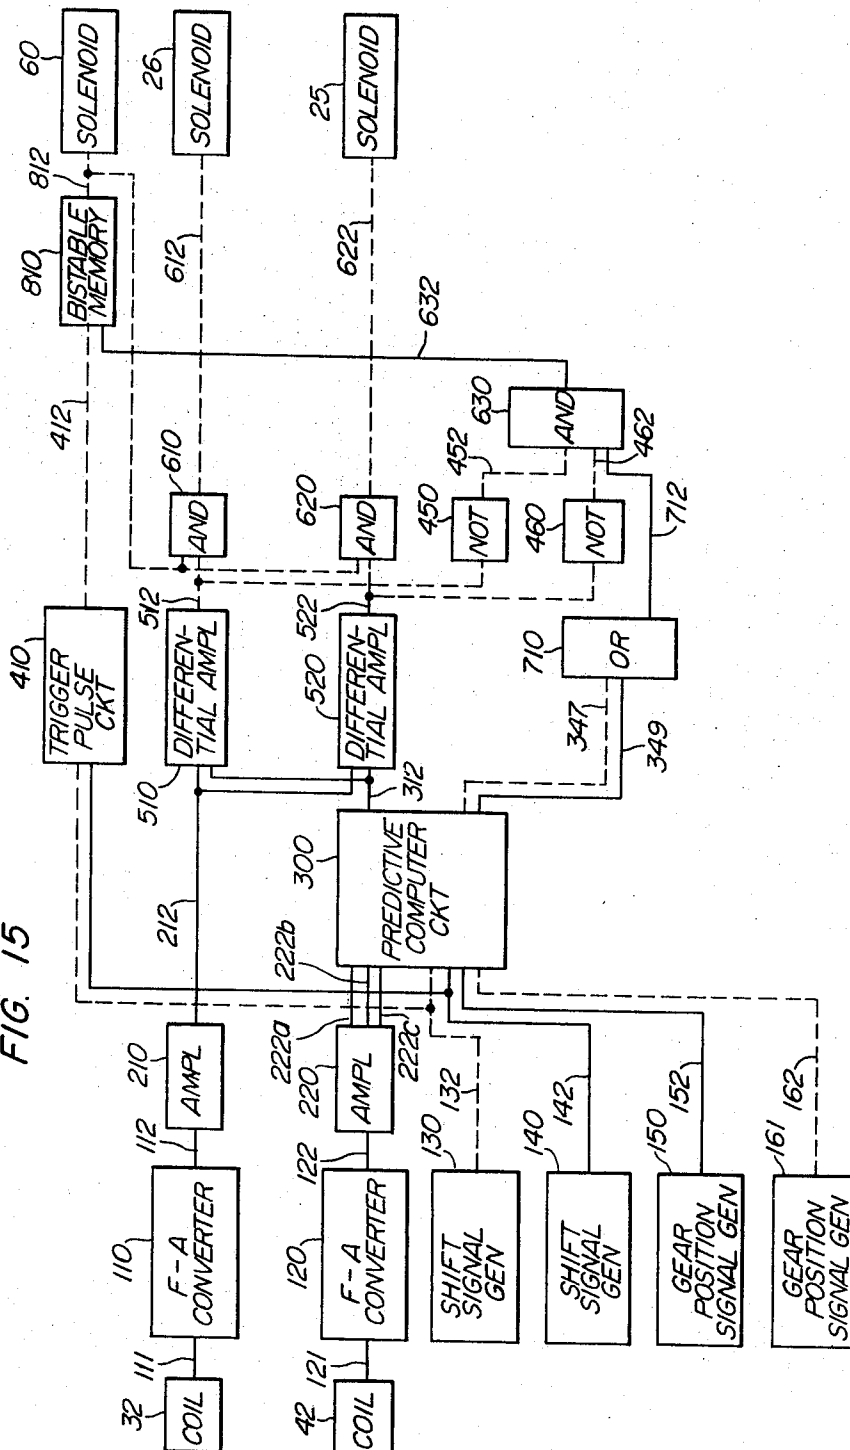 FIG. 15
32
COIL
111
110
F-A
CONVERTER
112
210
AMPL
212
510
DIFFEREN-
TIAL AMPL
512
610
AND
612
26
SOLENOID
410
TRIGGER
PULSE
CKT
412
810
BISTABLE
MEMORY
812
60
SOLENOID
42
COIL
121
120
F-A
CONVERTER
122
220
AMPL
222a
222b
222c
300
PREDICTIVE
COMPUTER
CKT
312
520
DIFFEREN-
TIAL AMPL
522
620
AND
622
25
SOLENOID
130
SHIFT
SIGNAL
GEN
132
140
SHIFT
SIGNAL
GEN
142
150
GEAR
POSITION
SIGNAL GEN
152
161
GEAR
POSITION
SIGNAL GEN
162
347
349
710
OR
712
450
NOT
452
460
NOT
462
630
AND
632